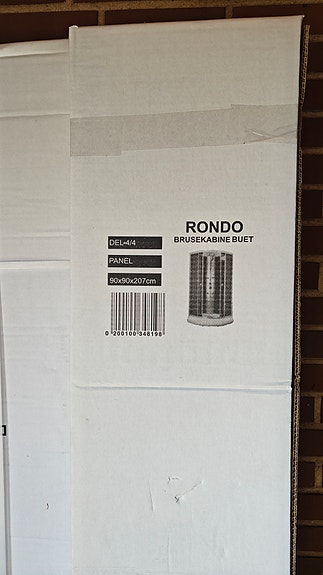 RONDO
BRUSEKABINE BUET
DEL-4/4
PANEL
90x90x207cm
0 200100 348198